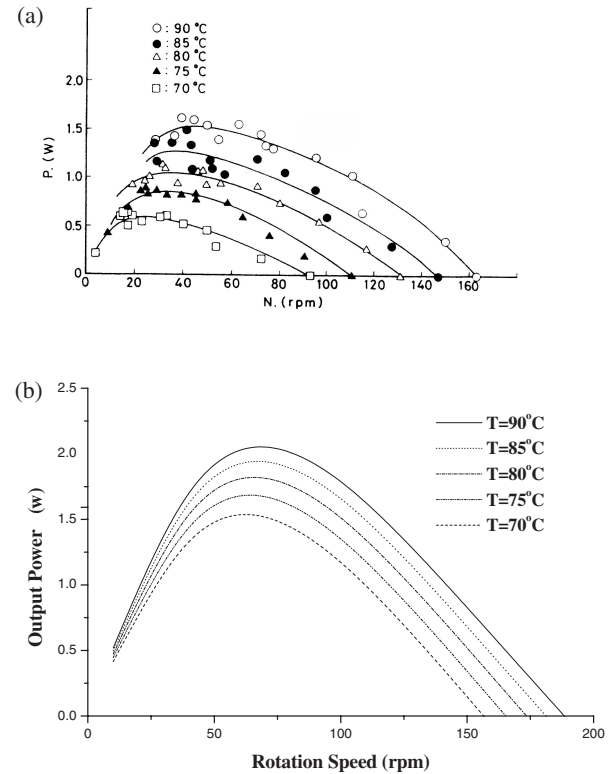 (a)
○ : 90 °C
● : 85 °C
△ : 80 °C
▲ : 75 °C
□ : 70 °C
2.0
1.5
1.0
0.5
0
P. (W)
0 20 40 60 80 100 120 140 160
N. (rpm)
(b)
2.5
2.0
1.5
1.0
0.5
0.0
Output Power (w)
T=90°C
T=85°C
T=80°C
T=75°C
T=70°C
0 50 100 150 200
Rotation Speed (rpm)